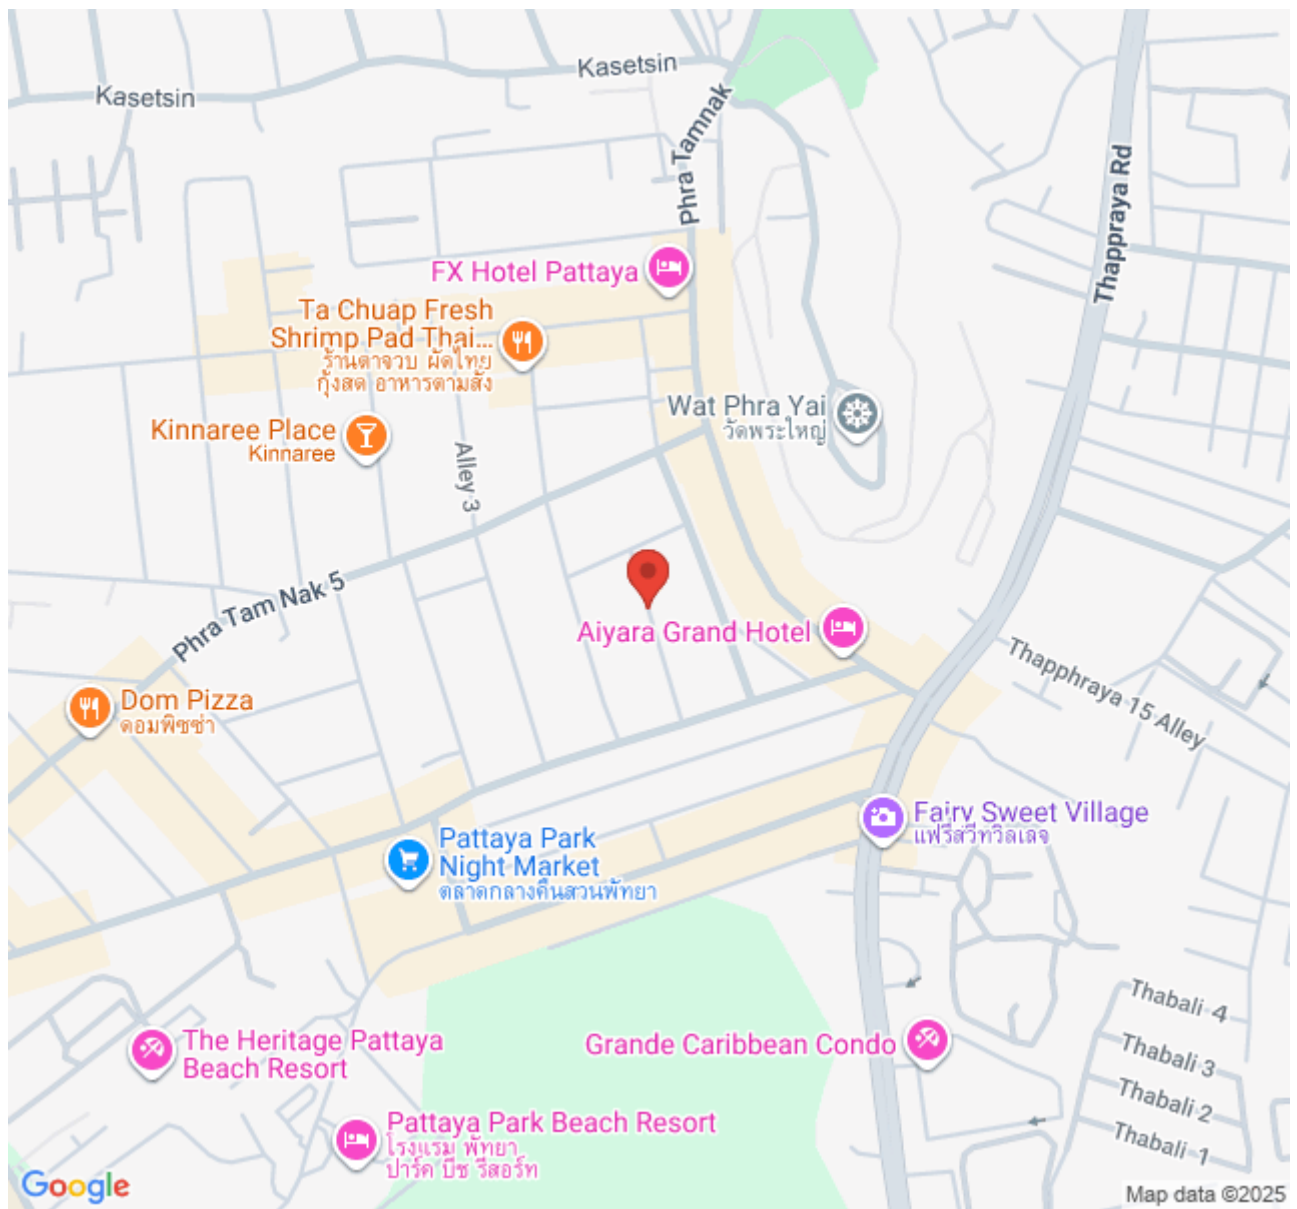 Kasetsin
Kasetsin
Phra Tamnak
Thappraya Rd
FX Hotel Pattaya
Ta Chuap Fresh
Shrimp Pad Thai...
ร้านตาจวบ ผัดไทย
กุ้งสด อาหารตามสั่ง
Wat Phra Yai
วัดพระใหญ่
Kinnaree Place
Kinnaree
Alley 3
Phra Tam Nak 5
Aiyara Grand Hotel
Thapphraya 15 Alley
Dom Pizza
ดอมพิซซ่า
Fairy Sweet Village
แฟรี่สวีทวิลเลจ
Pattaya Park
Night Market
ตลาดกลางคืนสวนพัทยา
Thabali 4
The Heritage Pattaya
Beach Resort
Grande Caribbean Condo
Thabali 3
Thabali 2
Pattaya Park Beach Resort
โรงแรม พัทยา
ปาร์ค บีช รีสอร์ท
Thabali 1
Google
Map data ©2025